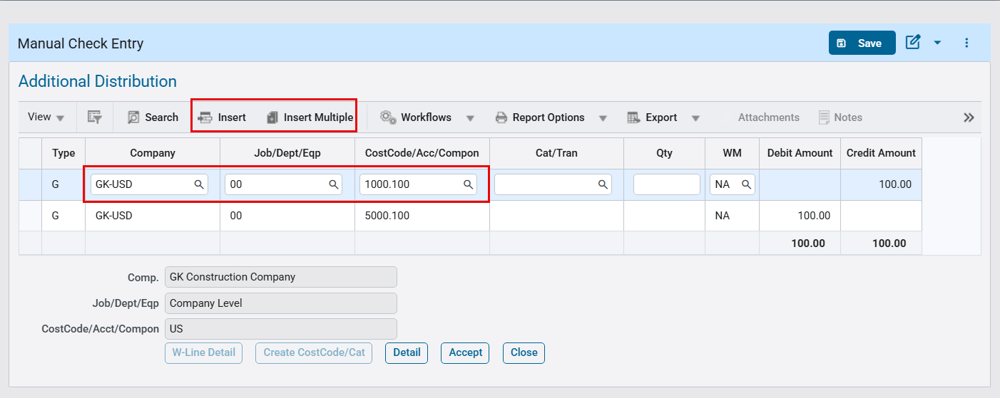 Manual Check Entry
Save
Additional Distribution
View Search Insert Insert Multiple Workflows Report Options Export Attachments Notes
Type Company Job/Dept/Eqp CostCode/Acc/Compon Cat/Tran Qty WM Debit Amount Credit Amount
G GK-USD 00 1000.100 NA 100.00
G GK-USD 00 5000.100 NA 100.00
100.00 100.00
Comp. GK Construction Company
Job/Dept/Eqp Company Level
CostCode/Acct/Compon US
W-Line Detail Create CostCode/Cat Detail Accept Close